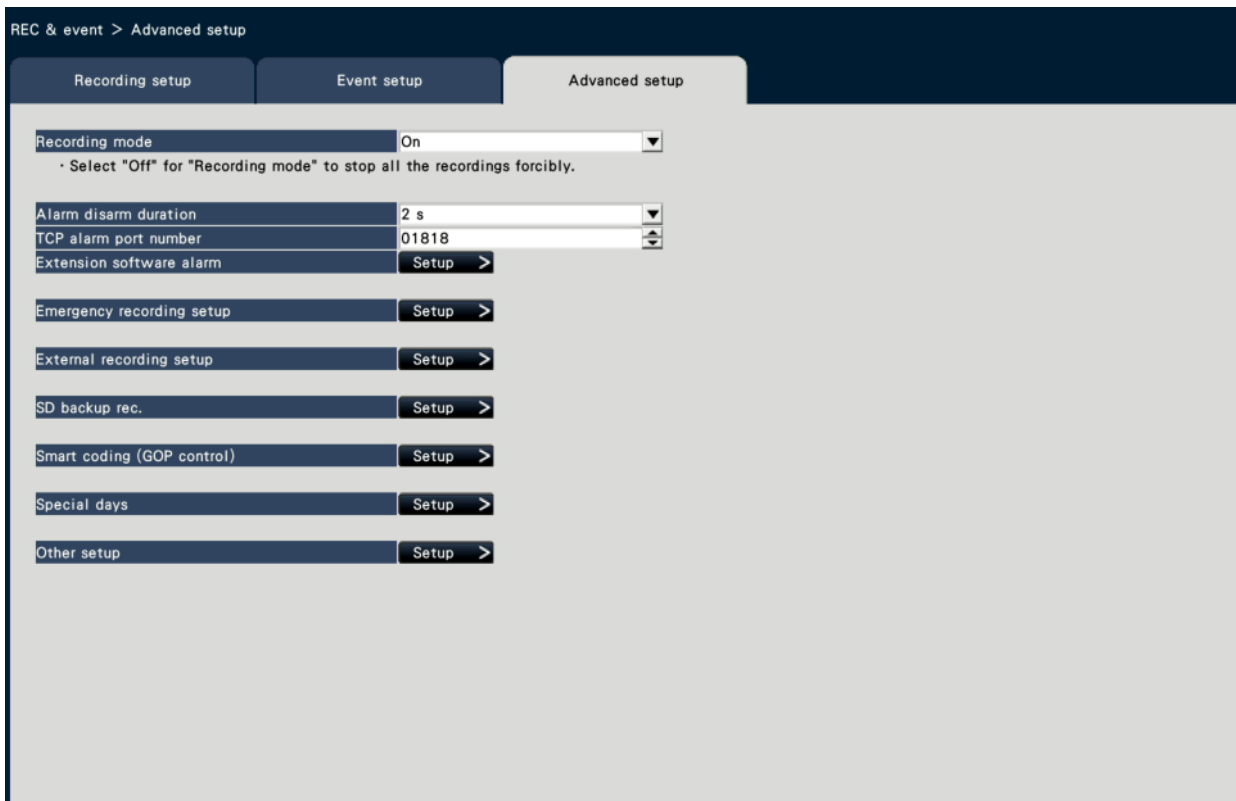 REC & event > Advanced setup
Recording setup Event setup Advanced setup
Recording mode On
・Select "Off" for "Recording mode" to stop all the recordings forcibly.
Alarm disarm duration 2 s
TCP alarm port number 01818
Extension software alarm Setup >
Emergency recording setup Setup >
External recording setup Setup >
SD backup rec. Setup >
Smart coding (GOP control) Setup >
Special days Setup >
Other setup Setup >